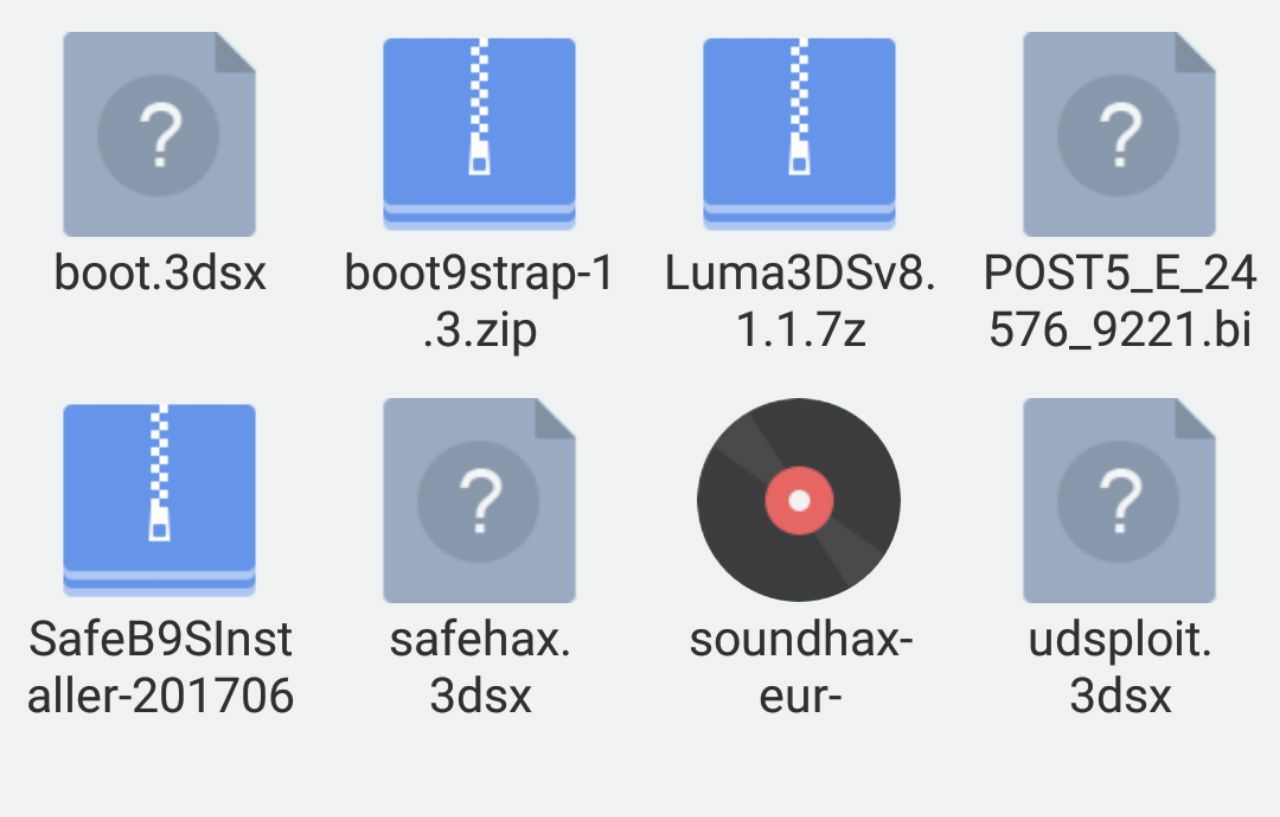 boot.3dsx
boot9strap-1
.3.zip
Luma3DSv8.
1.1.7z
POST5_E_24
576_9221.bi
SafeB9SInst
aller-201706
safehax.
3dsx
soundhax-
eur-
udsploit.
3dsx